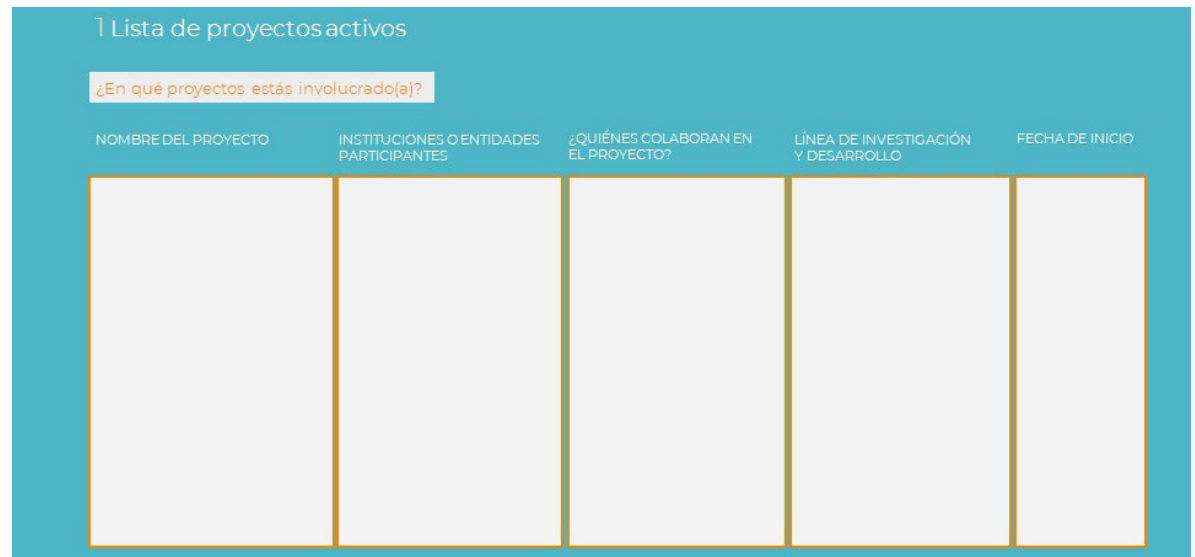 1 Lista de proyectos activos
¿En qué proyectos estás involucrado(a)?
NOMBRE DEL PROYECTO
INSTITUCIONES O ENTIDADES
PARTICIPANTES
¿QUIÉNES COLABORAN EN
EL PROYECTO?
LÍNEA DE INVESTIGACIÓN
Y DESARROLLO
FECHA DE INICIO